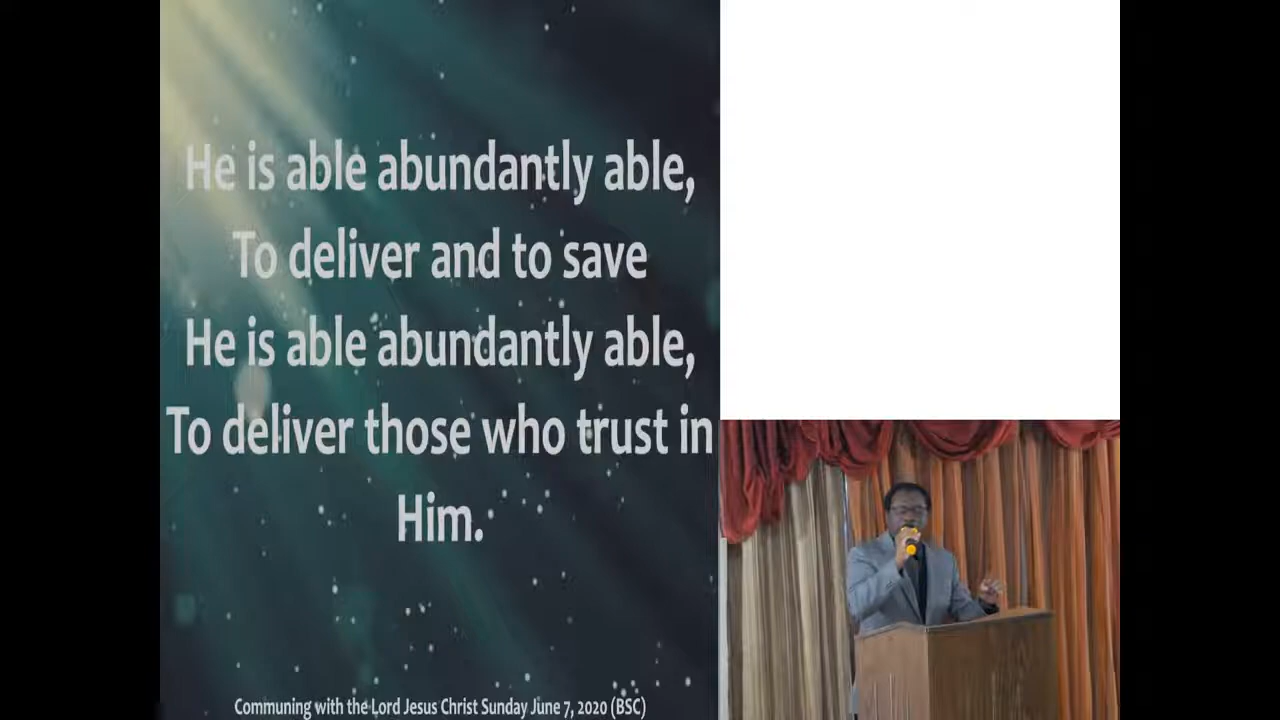 He is able abundantly able,
To deliver and to save
He is able abundantly able,
To deliver those who trust in
Him.
Communing with the Lord Jesus Christ Sunday June 7, 2020 (BSC)